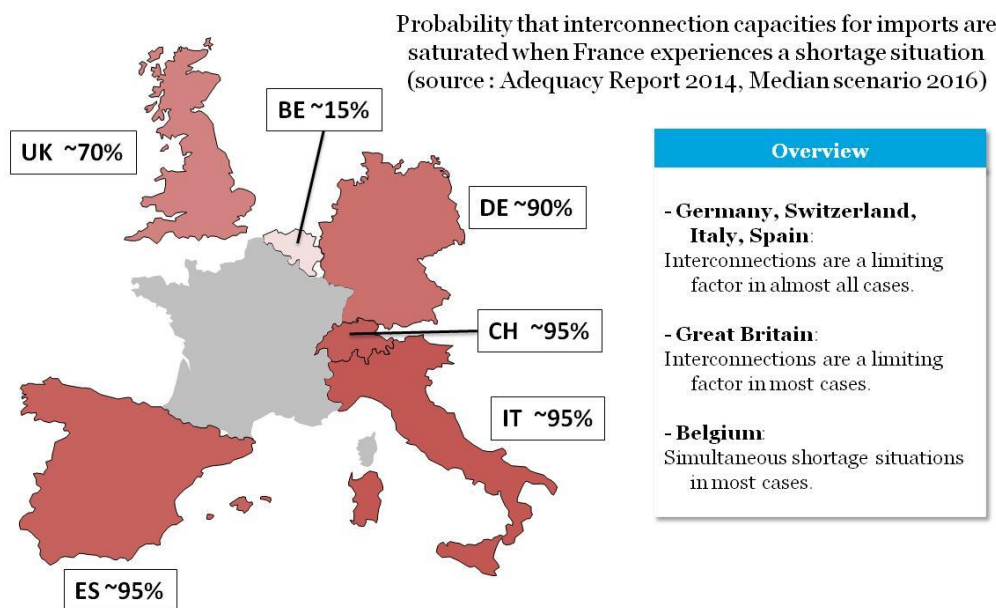 Probability that interconnection capacities for imports are
saturated when France experiences a shortage situation
(source : Adequacy Report 2014, Median scenario 2016)
BE ~15%
UK ~70%
DE ~90%
CH ~95%
IT ~95%
ES ~95%
Overview
- Germany, Switzerland,
Italy, Spain:
Interconnections are a limiting
factor in almost all cases.
- Great Britain:
Interconnections are a limiting
factor in most cases.
- Belgium:
Simultaneous shortage situations
in most cases.